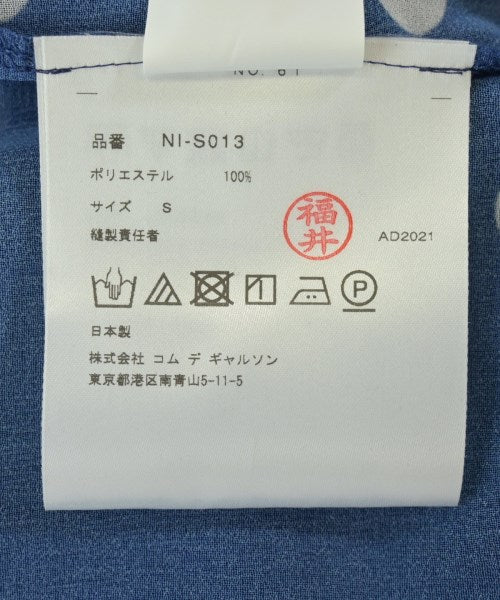 NO. 61
品番 NI-S013
ポリエステル 100%
サイズ S
縫製責任者 福井 AD2021
P
日本製
株式会社 コム デ ギャルソン
東京都港区南青山5-11-5